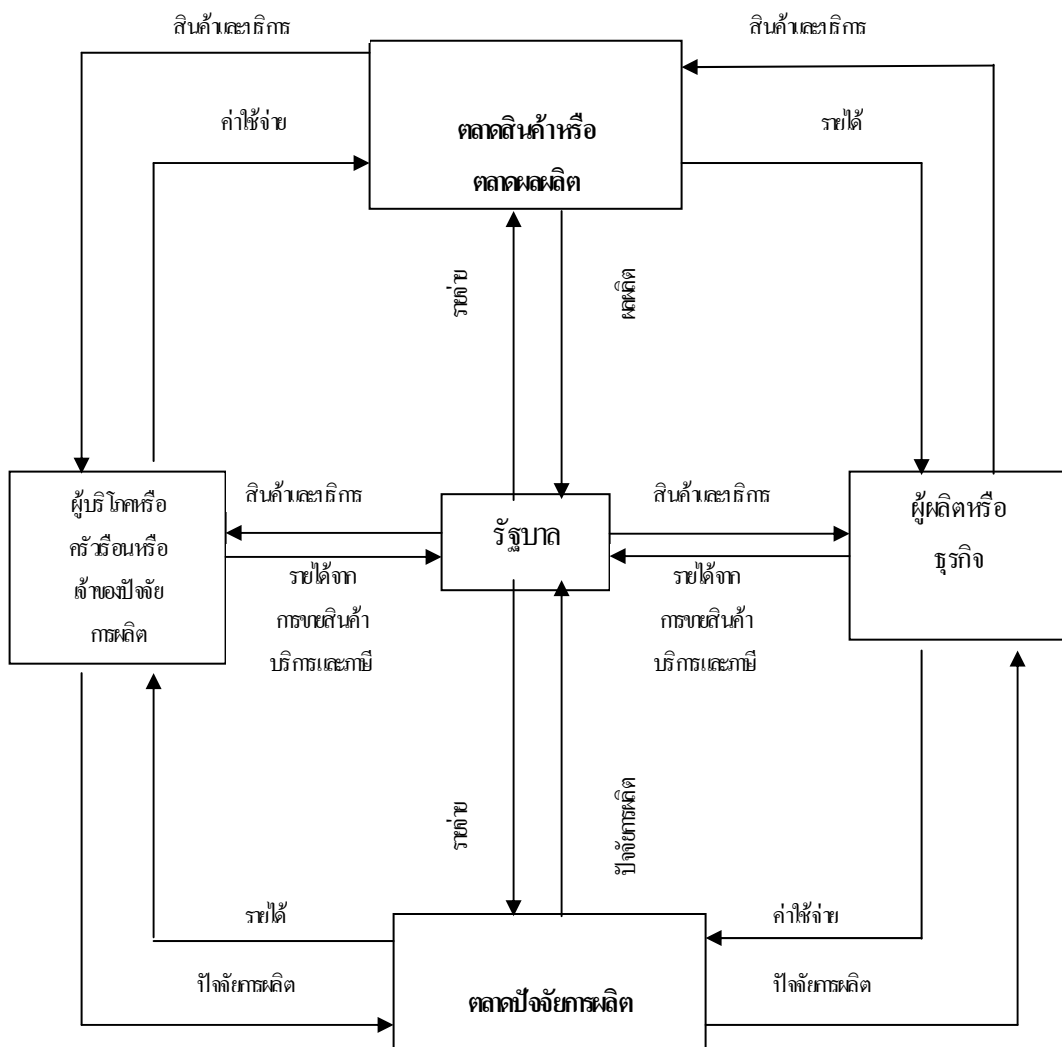 สินค้าและบริการ
สินค้าและบริการ
ค่าใช้จ่าย
รายได้
ตลาดสินค้าหรือ
ตลาดผลผลิต
รายจ่าย
ผลผลิต
ผู้บริโภคหรือ
ครัวเรือนหรือ
เจ้าของปัจจัย
การผลิต
สินค้าและบริการ
รัฐบาล
สินค้าและบริการ
ผู้ผลิตหรือ
ธุรกิจ
รายได้จาก
การขายสินค้า
บริการและภาษี
รายได้จาก
การขายสินค้า
บริการและภาษี
รายจ่าย
ปัจจัยการผลิต
รายได้
ค่าใช้จ่าย
ปัจจัยการผลิต
ตลาดปัจจัยการผลิต
ปัจจัยการผลิต